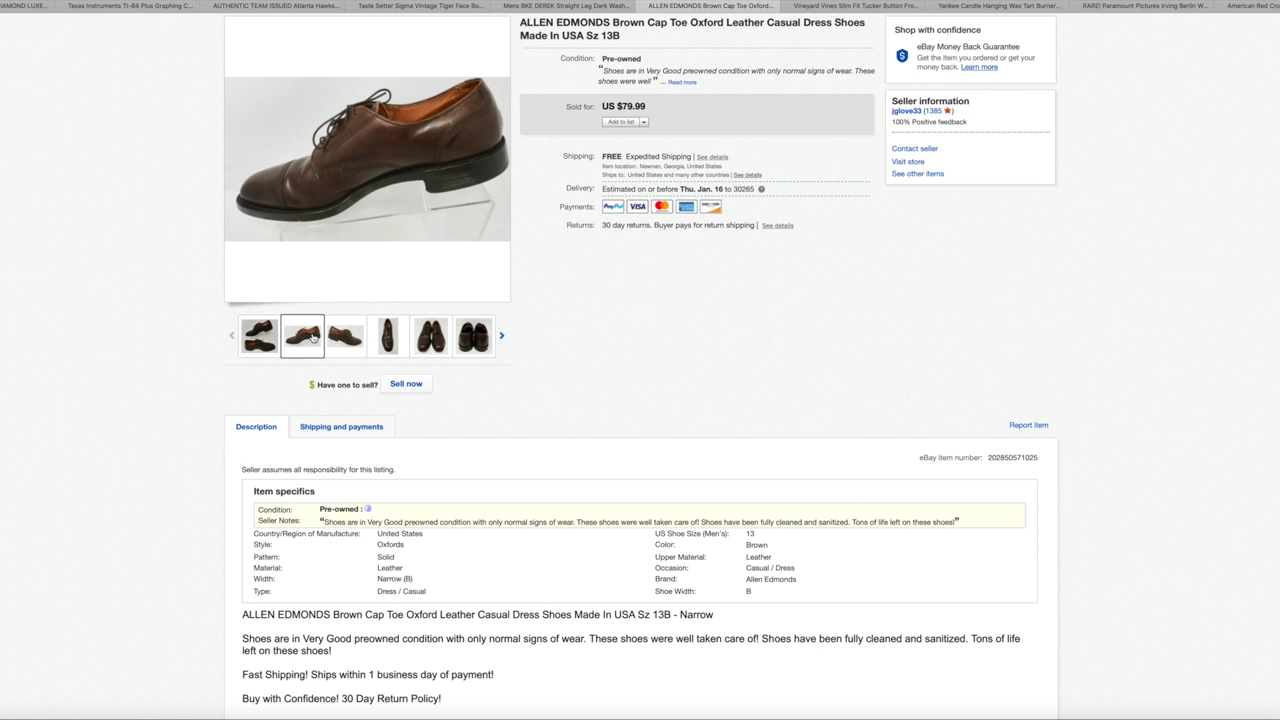 IAMOND LUXE...
Texas Instruments TI-84 Plus Graphing C...
AUTHENTIC TEAM ISSUED Atlanta Hawks...
Taste Setter Sigma Vintage Tiger Face Bo...
Mens BKE DEREK Straight Leg Dark Wash...
ALLEN EDMONDS Brown Cap Toe Oxford...
Vineyard Vines Slim Fit Tucker Button Fro...
Yankee Candle Hanging Wax Tart Burner...
RARE! Paramount Pictures Irving Berlin W...
American Red Cro
ALLEN EDMONDS Brown Cap Toe Oxford Leather Casual Dress Shoes
Made In USA Sz 13B
Condition: Pre-owned
"Shoes are in Very Good preowned condition with only normal signs of wear. These
shoes were well " ... Read more
Sold for: US $79.99
Add to list
Shipping: FREE Expedited Shipping | See details
Item location: Newnan, Georgia, United States
Ships to: United States and many other countries | See details
Delivery: Estimated on or before Thu. Jan. 16 to 30265
Payments: PayPal VISA
Returns: 30 day returns. Buyer pays for return shipping | See details
Shop with confidence
eBay Money Back Guarantee
Get the item you ordered or get your
money back. Learn more
Seller information
jglove33 (1385 ★)
100% Positive feedback
Contact seller
Visit store
See other items
$ Have one to sell? Sell now
Description
Shipping and payments
Report item
eBay item number: 202850571025
Seller assumes all responsibility for this listing.
Item specifics
Condition: Pre-owned :
Seller Notes: "Shoes are in Very Good preowned condition with only normal signs of wear. These shoes were well taken care of! Shoes have been fully cleaned and sanitized. Tons of life left on these shoes!"
Country/Region of Manufacture: United States US Shoe Size (Men's): 13
Style: Oxfords Color: Brown
Pattern: Solid Upper Material: Leather
Material: Leather Occasion: Casual / Dress
Width: Narrow (B) Brand: Allen Edmonds
Type: Dress / Casual Shoe Width: B
ALLEN EDMONDS Brown Cap Toe Oxford Leather Casual Dress Shoes Made In USA Sz 13B - Narrow
Shoes are in Very Good preowned condition with only normal signs of wear. These shoes were well taken care of! Shoes have been fully cleaned and sanitized. Tons of life
left on these shoes!
Fast Shipping! Ships within 1 business day of payment!
Buy with Confidence! 30 Day Return Policy!